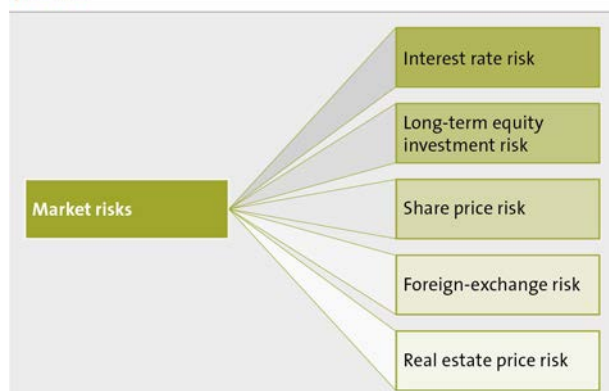 Interest rate risk
Long-term equity
investment risk
Market risks
Share price risk
Foreign-exchange risk
Real estate price risk